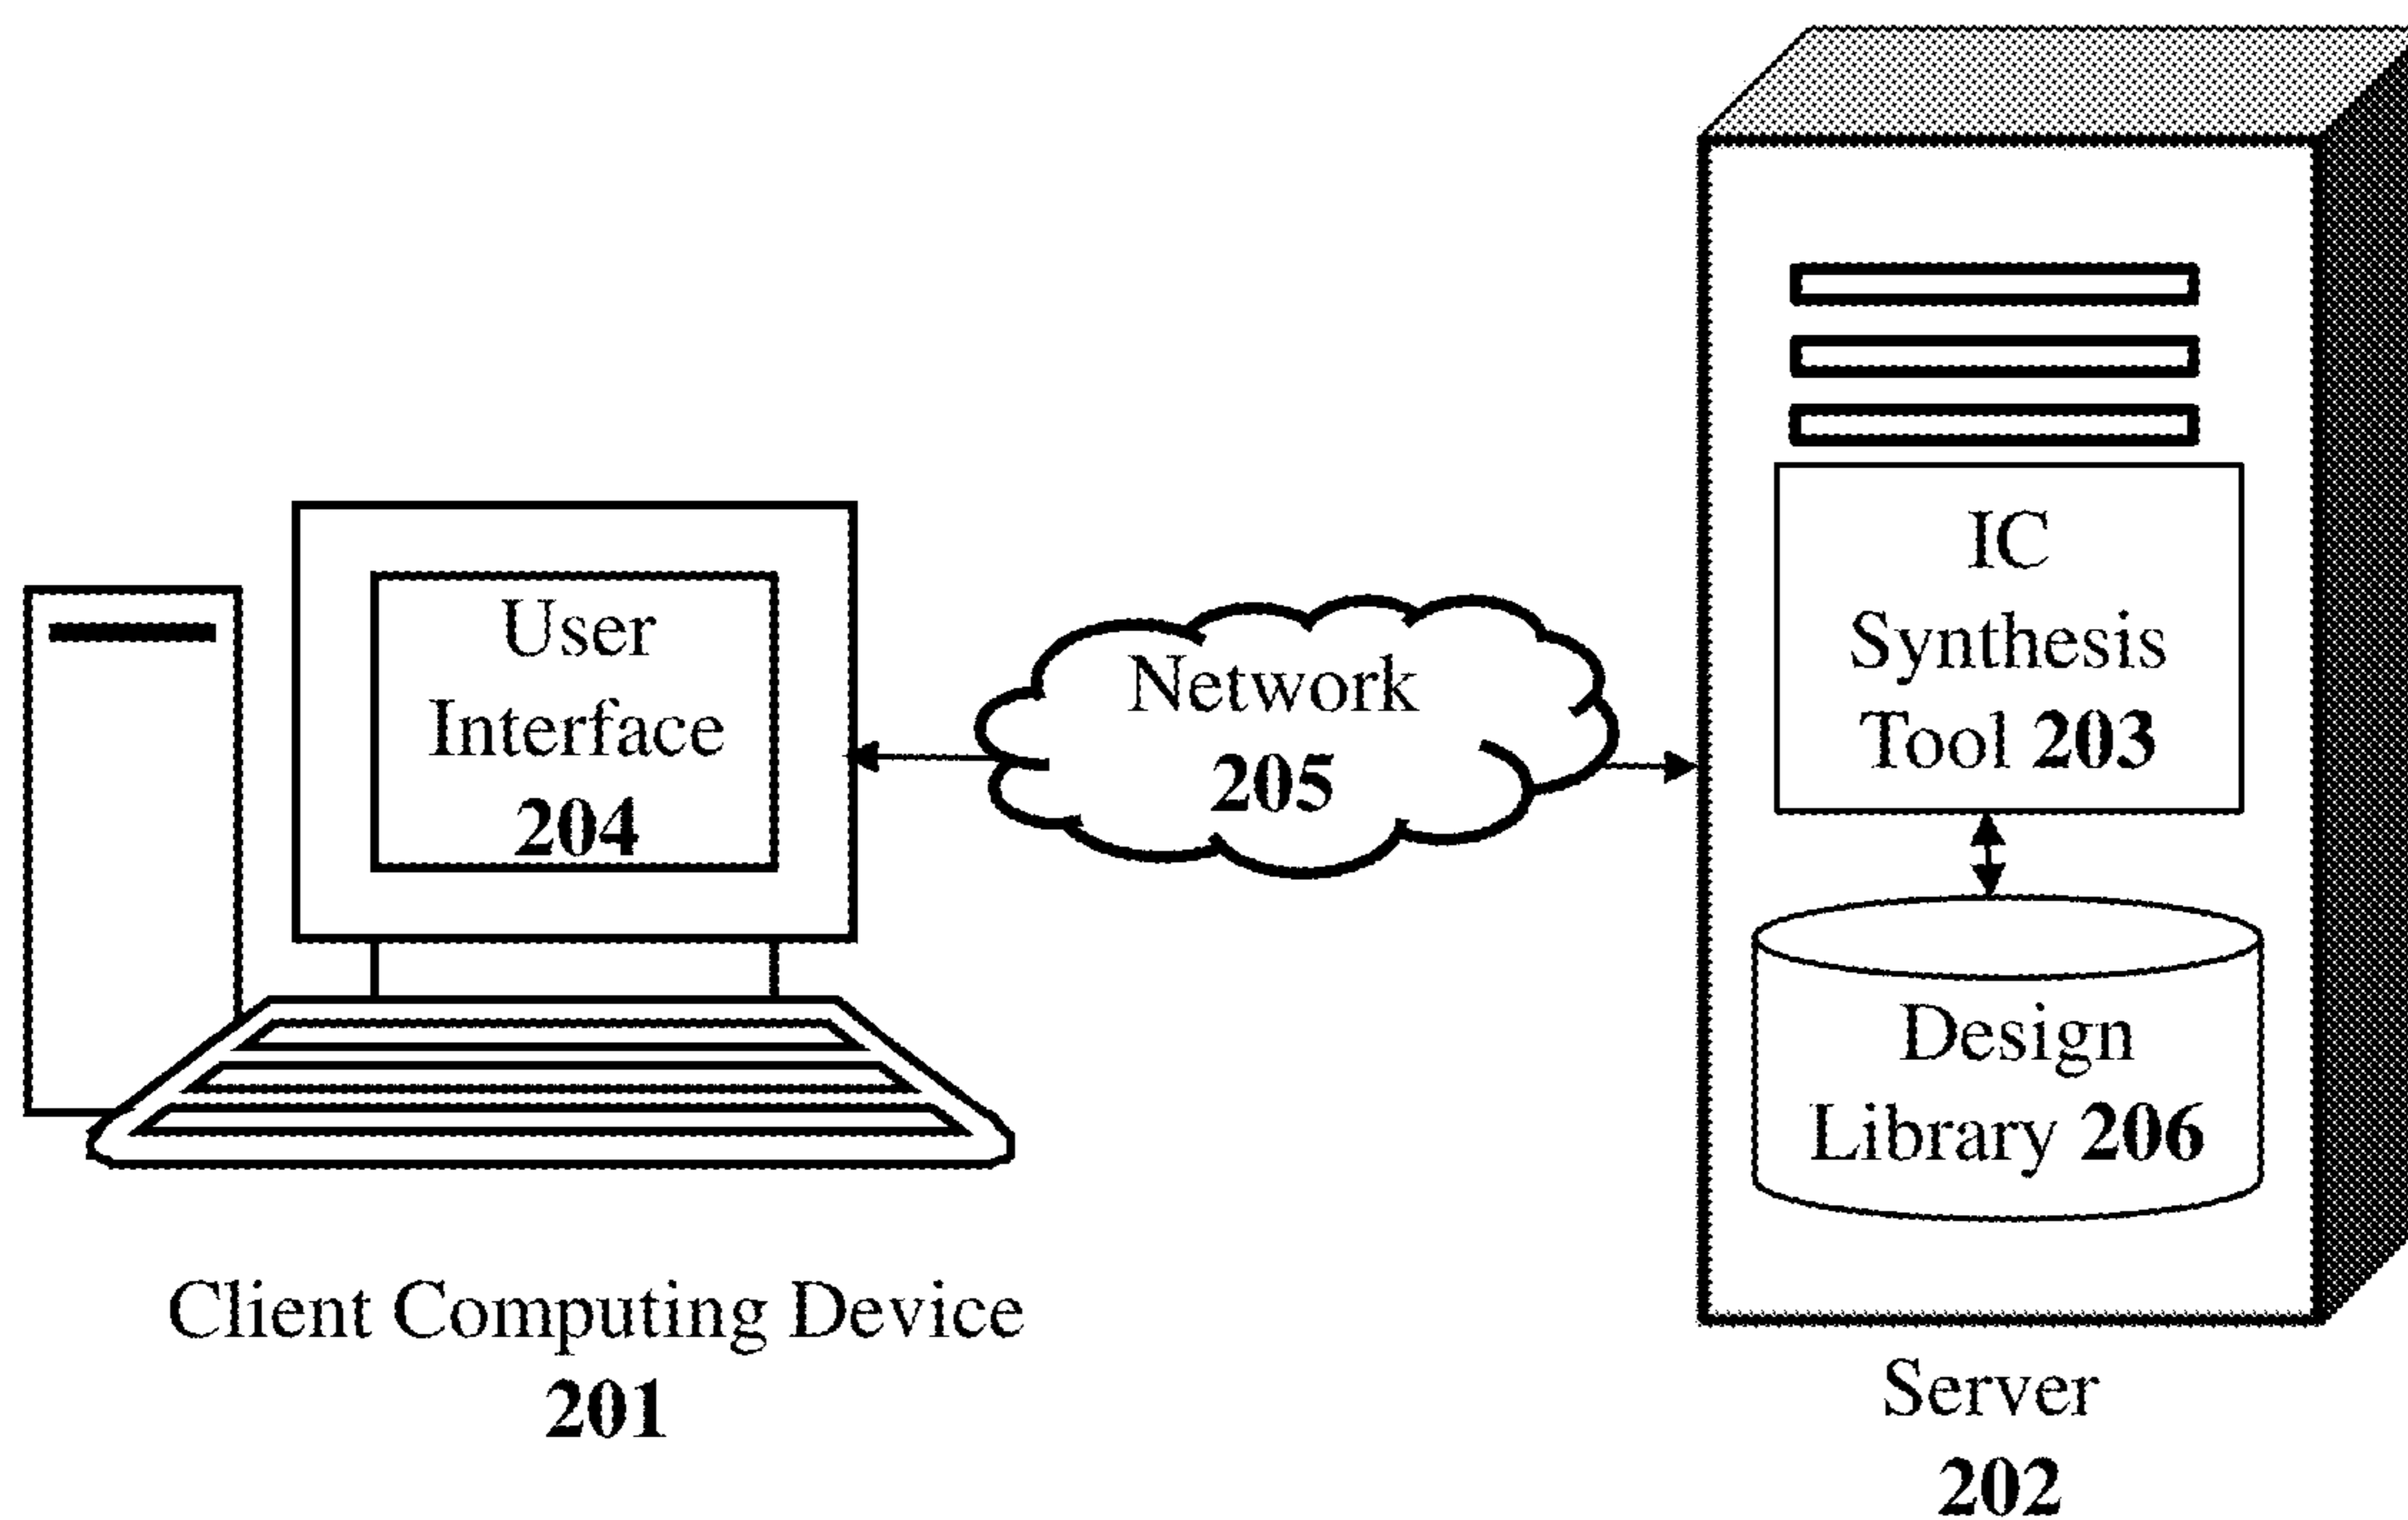 User
Interface
204
Network
205
IC
Synthesis
Tool 203
Design
Library 206
Client Computing Device
201
Server
202